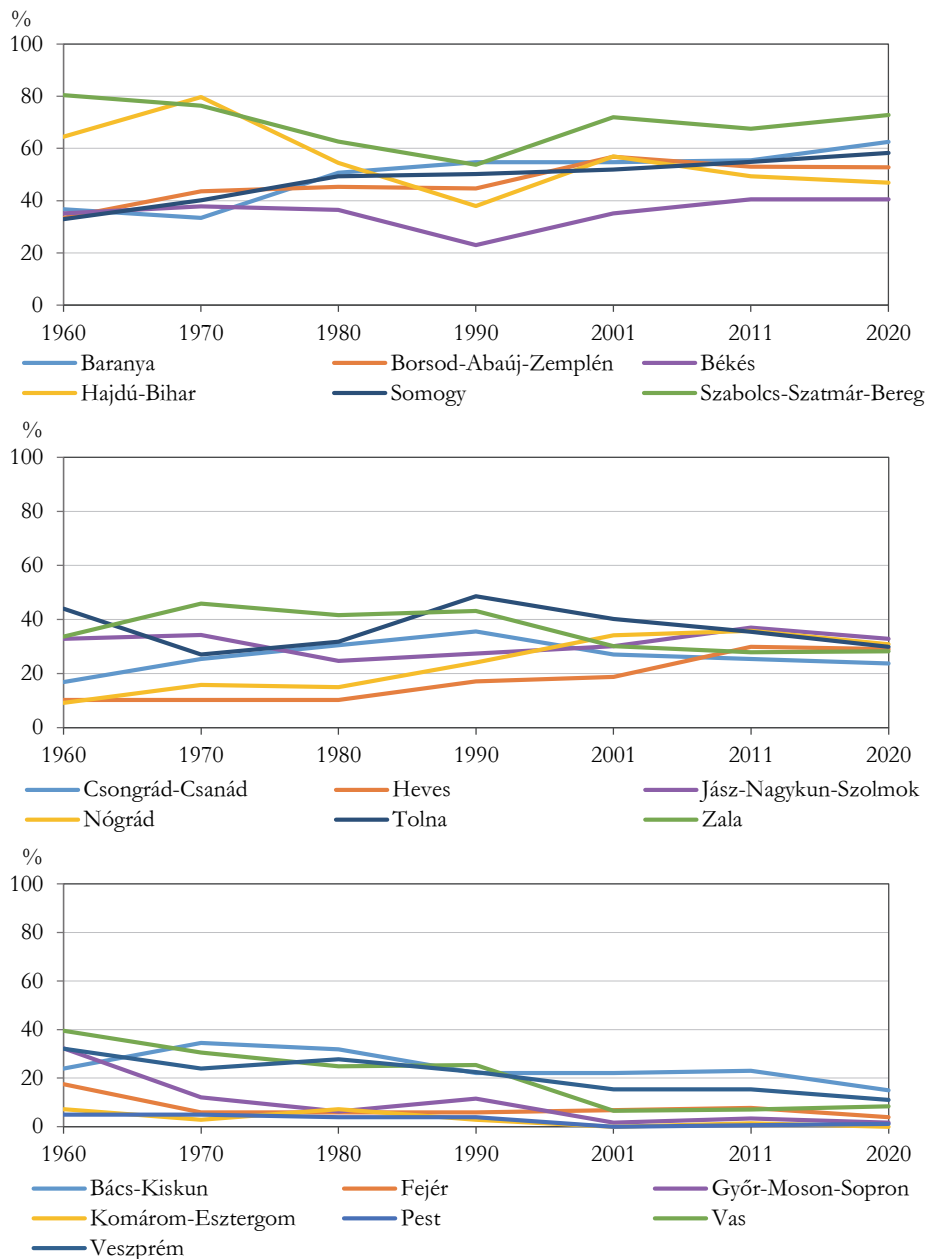 %
100
80
60
40
20
0
1960 1970 1980 1990 2001 2011 2020
Baranya Borsod-Abaúj-Zemplén Békés
Hajdú-Bihar Somogy Szabolcs-Szatmár-Bereg
%
100
80
60
40
20
0
1960 1970 1980 1990 2001 2011 2020
Csongrád-Csanád Heves Jász-Nagykun-Szolmok
Nógrád Tolna Zala
%
100
80
60
40
20
0
1960 1970 1980 1990 2001 2011 2020
Bács-Kiskun Fejér Győr-Moson-Sopron
Komárom-Esztergom Pest Vas
Veszprém